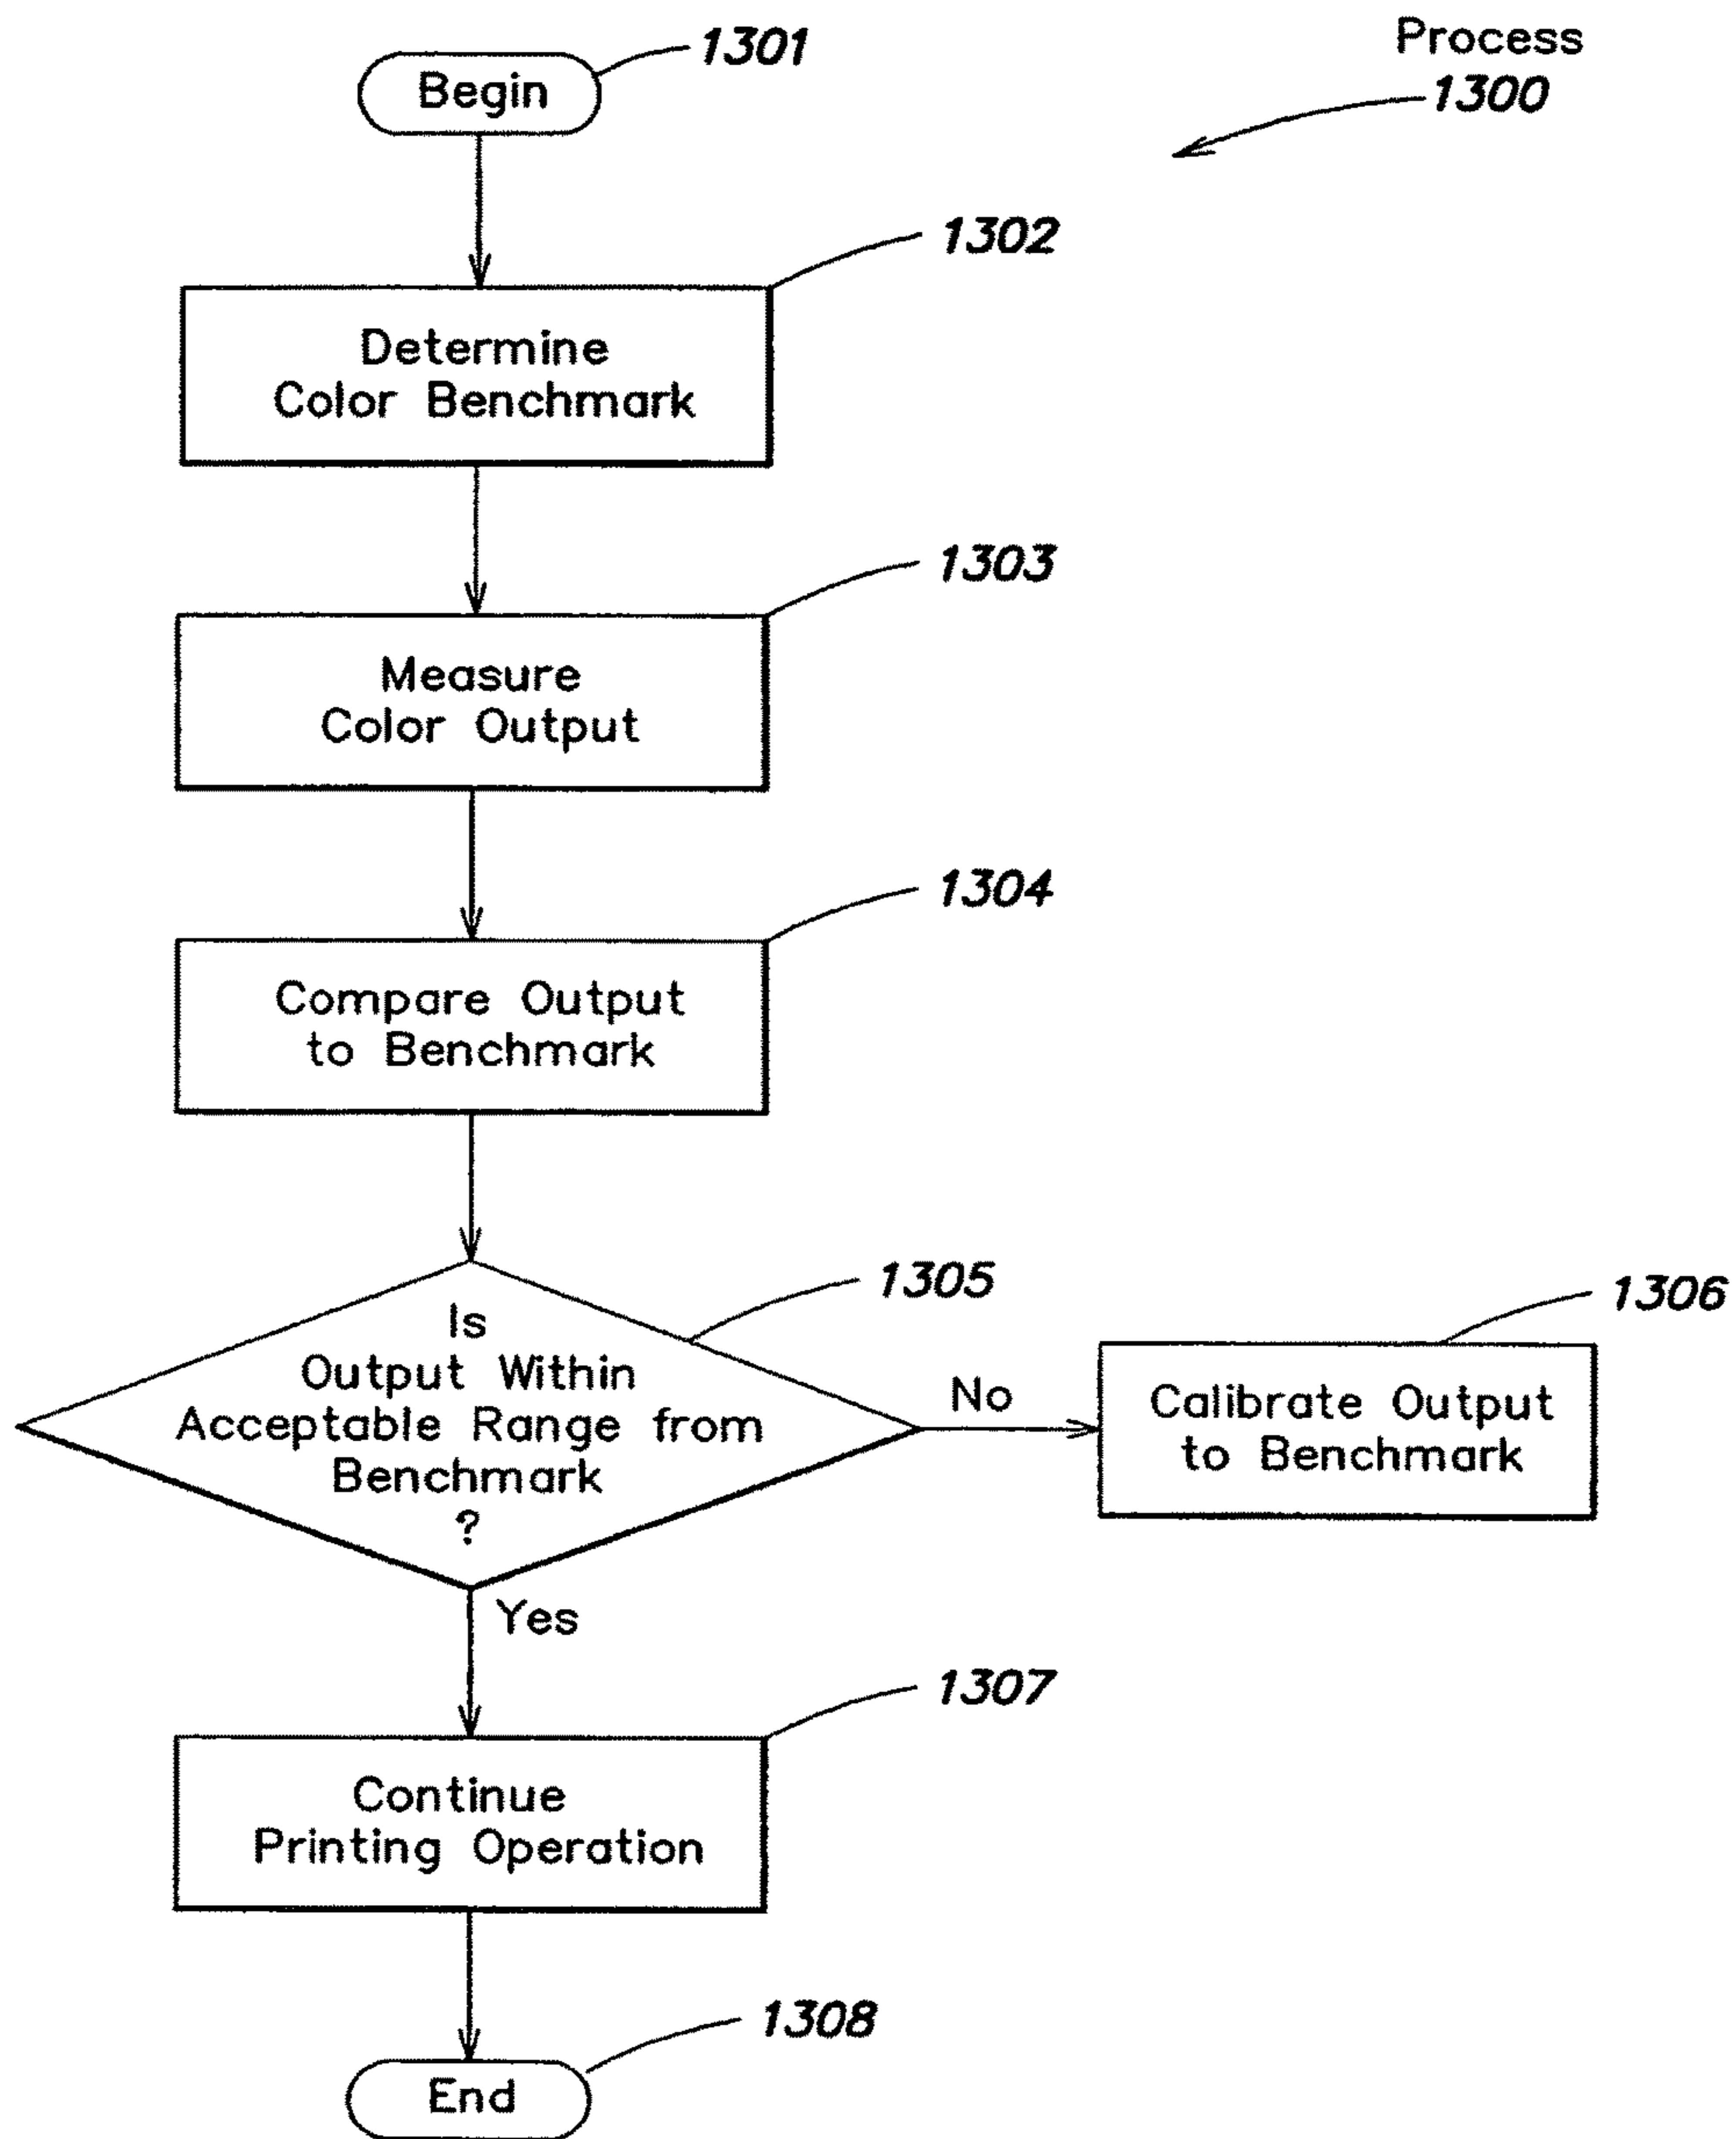 Process
1300
Begin
1301
1302
Determine
Color Benchmark
1303
Measure
Color Output
1304
Compare Output
to Benchmark
1305
Is
Output Within
Acceptable Range from
Benchmark
?
No
1306
Calibrate Output
to Benchmark
Yes
1307
Continue
Printing Operation
1308
End